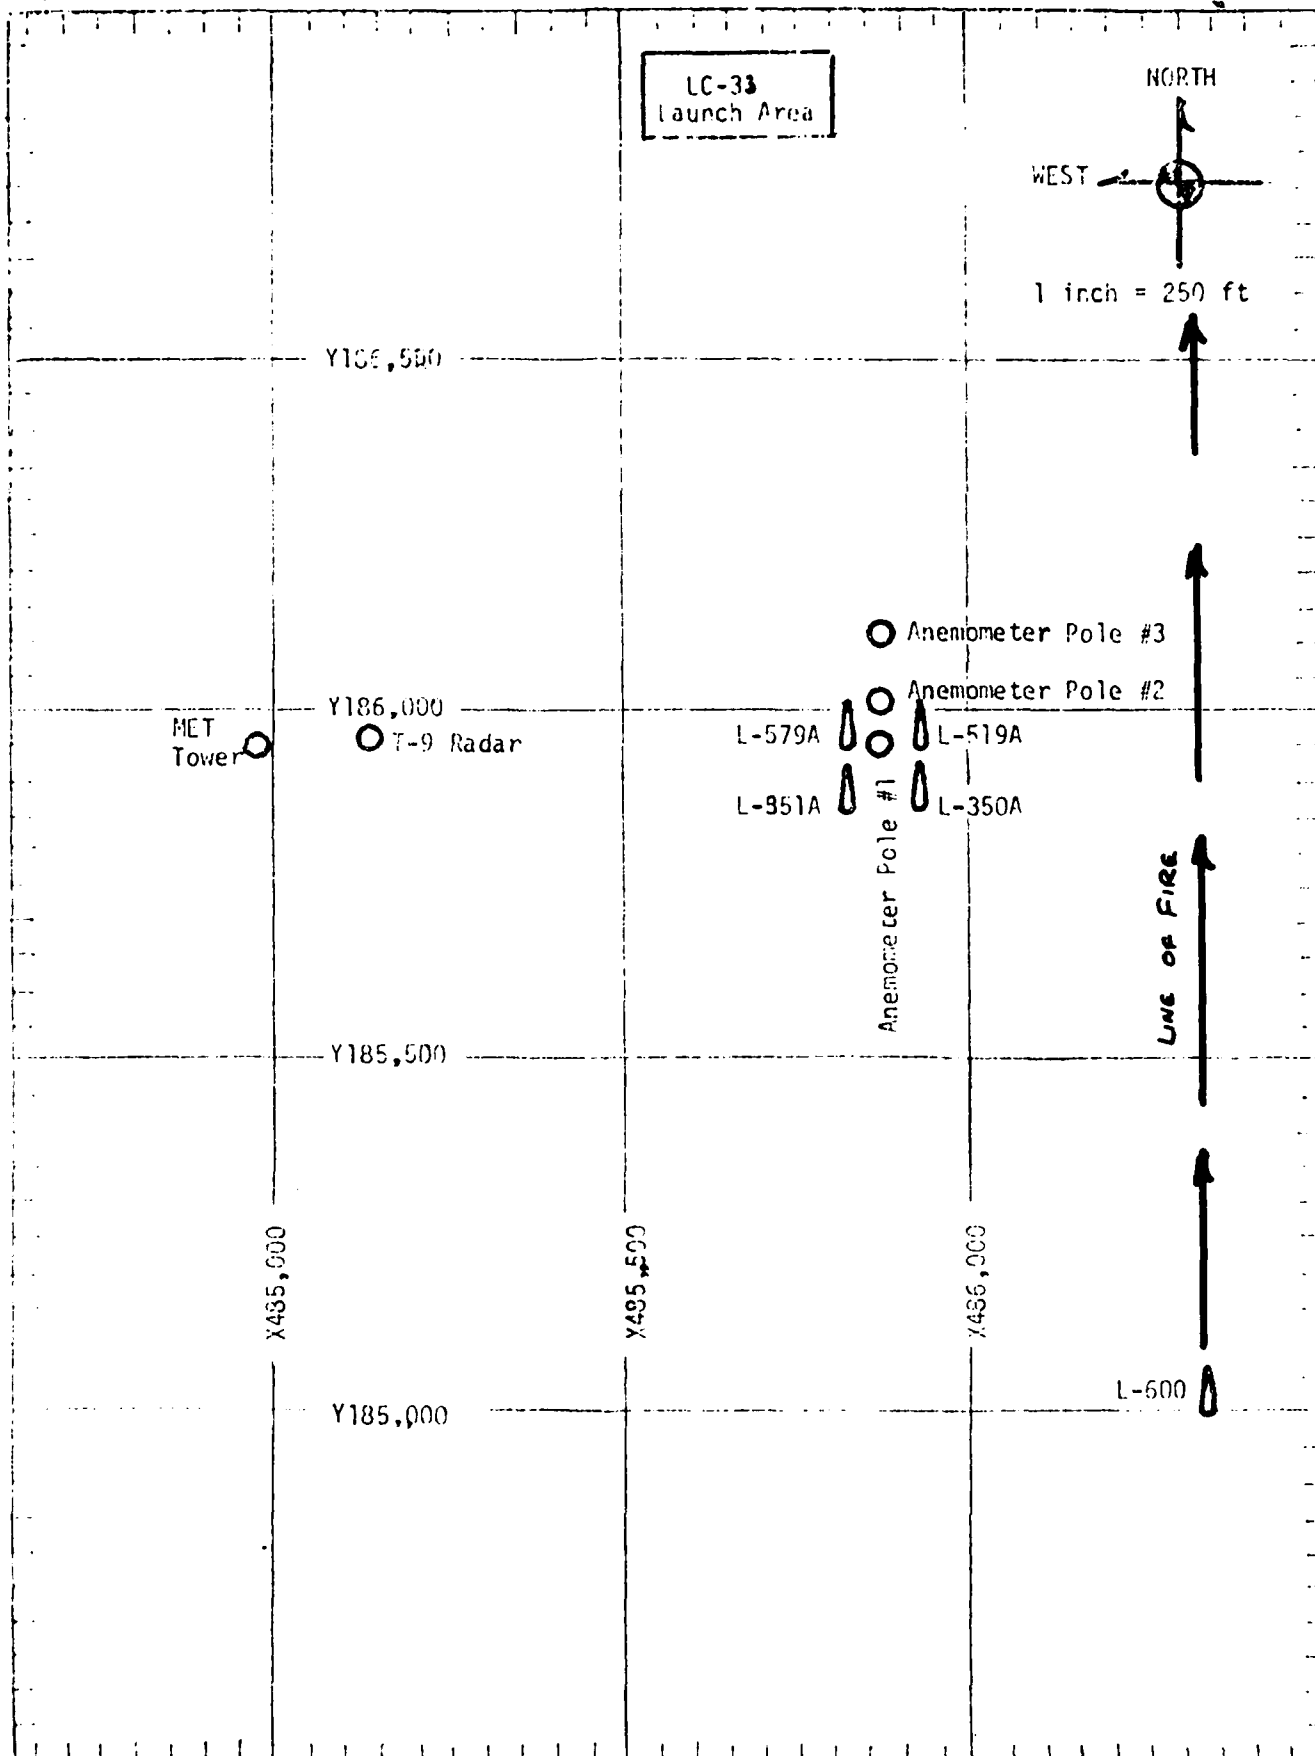 LC-33
Launch Area
NORTH
WEST
1 inch = 250 ft
Y186,500
Anemometer Pole #3
Anemometer Pole #2
Y186,000
MET
Tower
T-9 Radar
L-579A
L-519A
L-351A
L-350A
Anemometer Pole #1
LINE OF FIRE
Y185,500
X485,000
X485,500
X486,000
L-600
Y185,000